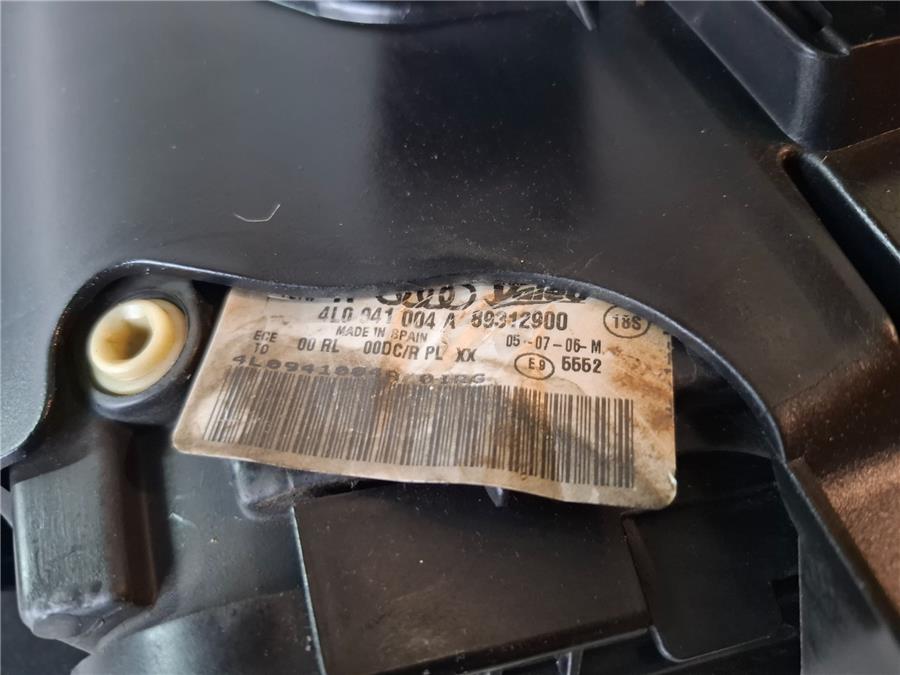 Valeo
4L0 941 004 A 89312900 18S
MADE IN SPAIN 05-07-06-M
ECE 00 RL 00DC/R PL XX E9 5552
TO